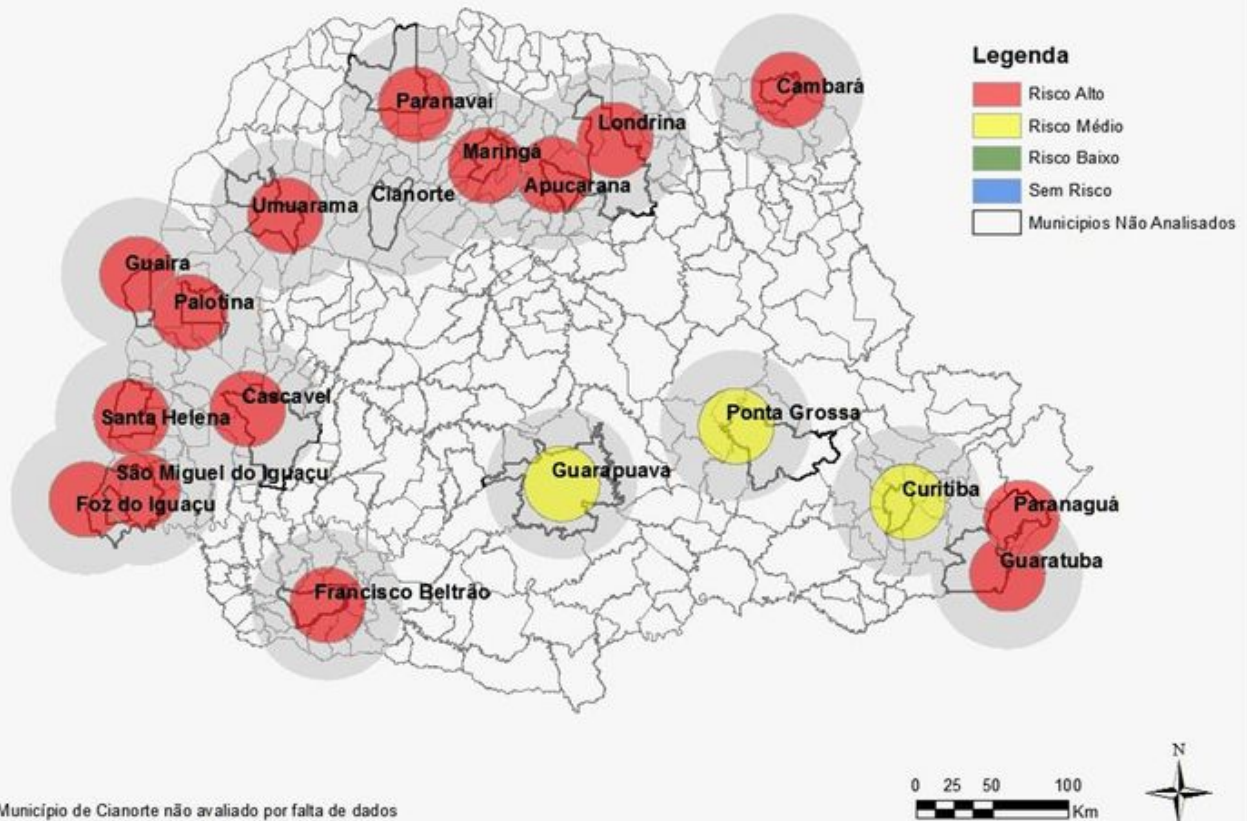 Legenda
Risco Alto
Risco Médio
Risco Baixo
Sem Risco
Municipios Não Analisados
Cambará
Paranavaí
Londrina
Maringá
Apucarana
Cianorte
Umuarama
Guaira
Palotina
Cascavel
Santa Helena
Ponta Grossa
São Miguel do Iguaçu
Guarapuava
Foz do Iguaçu
Curitiba
Paranaguá
Guaratuba
Francisco Beltrão
N
0 25 50 100
Km
Município de Cianorte não avaliado por falta de dados